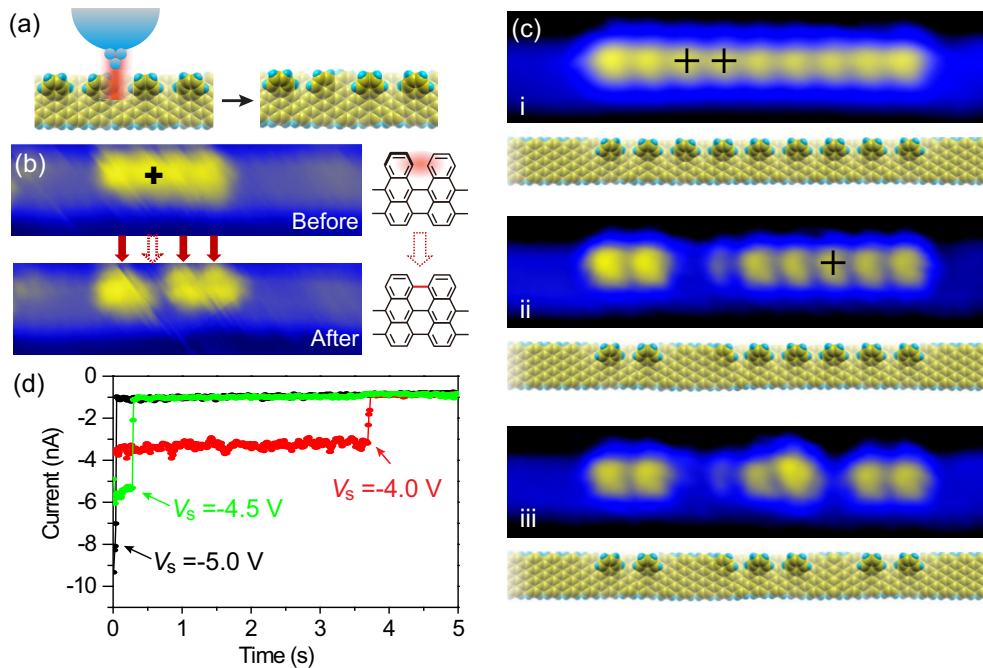 (a)
(b)
Before
After
(c)
i
ii
iii
(d)
0
-2
-4
-6
-8
-10
Current (nA)
Vs=-4.0 V
Vs=-4.5 V
Vs=-5.0 V
0 1 2 3 4 5
Time (s)